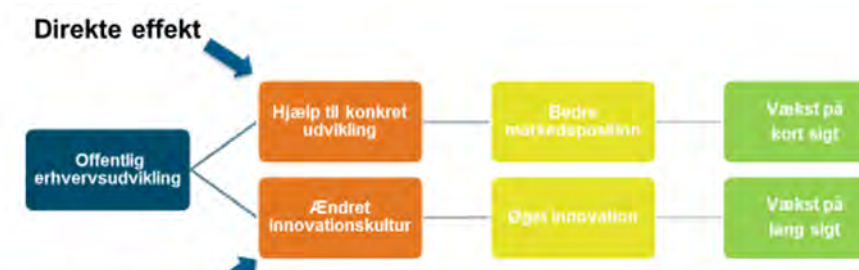 Direkte effekt
Hjælp til konkret
udvikling
Bedre
markedsposition
Vækst på
kort sigt
Offentlig
erhvervsudvikling
Ændret
innovationskultur
Øget innovation
Vækst på
lang sigt